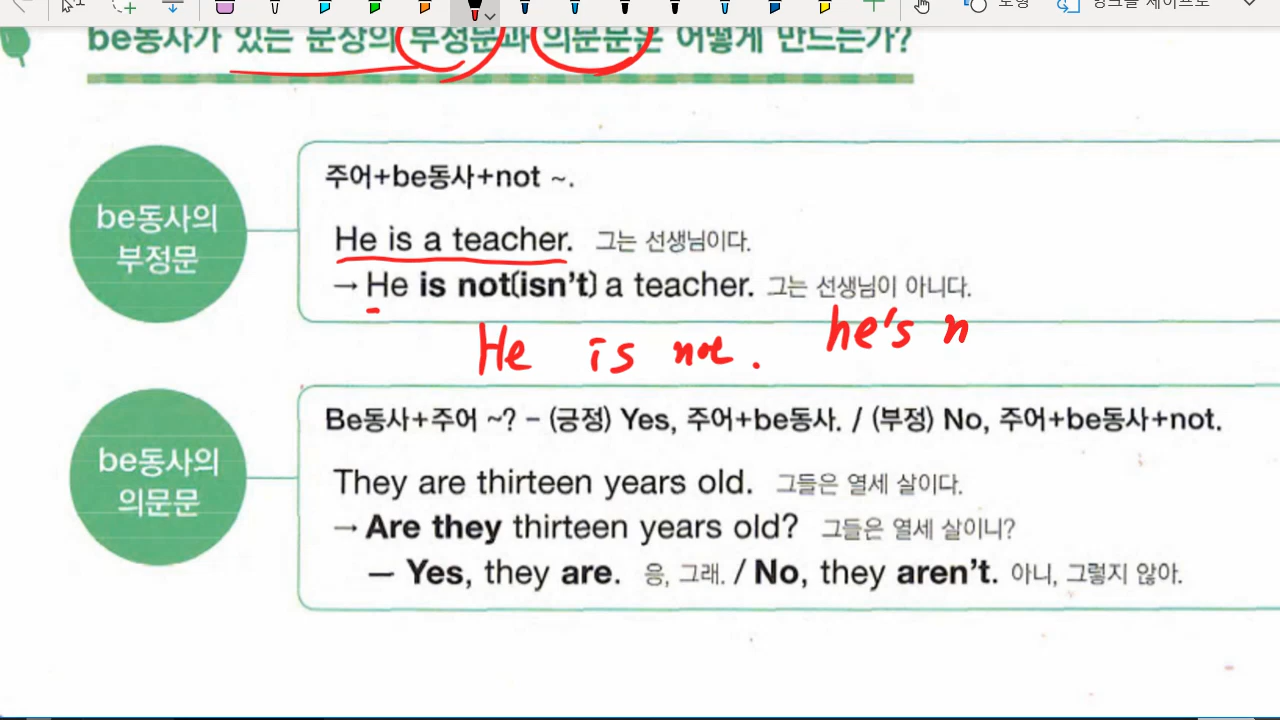 be동사가 있는 문장의 부정문과 의문문은 어떻게 만드는가?
be동사의
부정문
주어+be동사+not ~.
He is a teacher. 그는 선생님이다.
→ He is not(isn't) a teacher. 그는 선생님이 아니다.
He is not. he's n
be동사의
의문문
Be동사+주어 ~? – (긍정) Yes, 주어+be동사. / (부정) No, 주어+be동사+not.
They are thirteen years old. 그들은 열세 살이다.
→ Are they thirteen years old? 그들은 열세 살이니?
— Yes, they are. 응, 그래. / No, they aren't. 아니, 그렇지 않아.